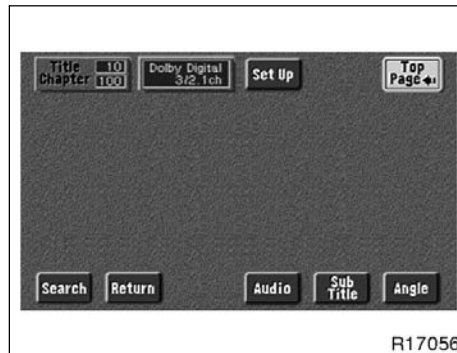 Title 10
Chapter 100
Dolby Digital
3/2.1ch
Set Up
Top
Page
Search
Return
Audio
Sub
Title
Angle
R17056